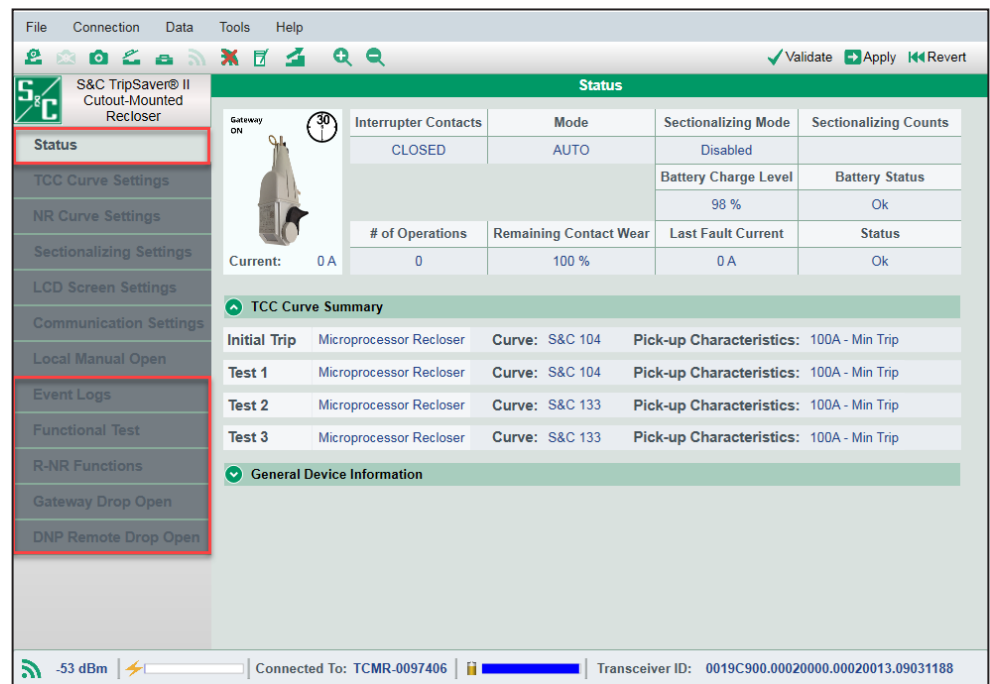 File Connection Data Tools Help
Validate Apply Revert
S&C
S&C TripSaver® II
Cutout-Mounted
Recloser
Status
TCC Curve Settings
NR Curve Settings
Sectionalizing Settings
LCD Screen Settings
Communication Settings
Local Manual Open
Event Logs
Functional Test
R-NR Functions
Gateway Drop Open
DNP Remote Drop Open
Status
Gateway
ON
30
Current: 0 A
Interrupter Contacts Mode Sectionalizing Mode Sectionalizing Counts
CLOSED AUTO Disabled
Battery Charge Level Battery Status
98 % Ok
# of Operations Remaining Contact Wear Last Fault Current Status
0 100 % 0 A Ok
TCC Curve Summary
Initial Trip Microprocessor Recloser Curve: S&C 104 Pick-up Characteristics: 100A - Min Trip
Test 1 Microprocessor Recloser Curve: S&C 104 Pick-up Characteristics: 100A - Min Trip
Test 2 Microprocessor Recloser Curve: S&C 133 Pick-up Characteristics: 100A - Min Trip
Test 3 Microprocessor Recloser Curve: S&C 133 Pick-up Characteristics: 100A - Min Trip
General Device Information
-53 dBm Connected To: TCMR-0097406 Transceiver ID: 0019C900.00020000.00020013.09031188